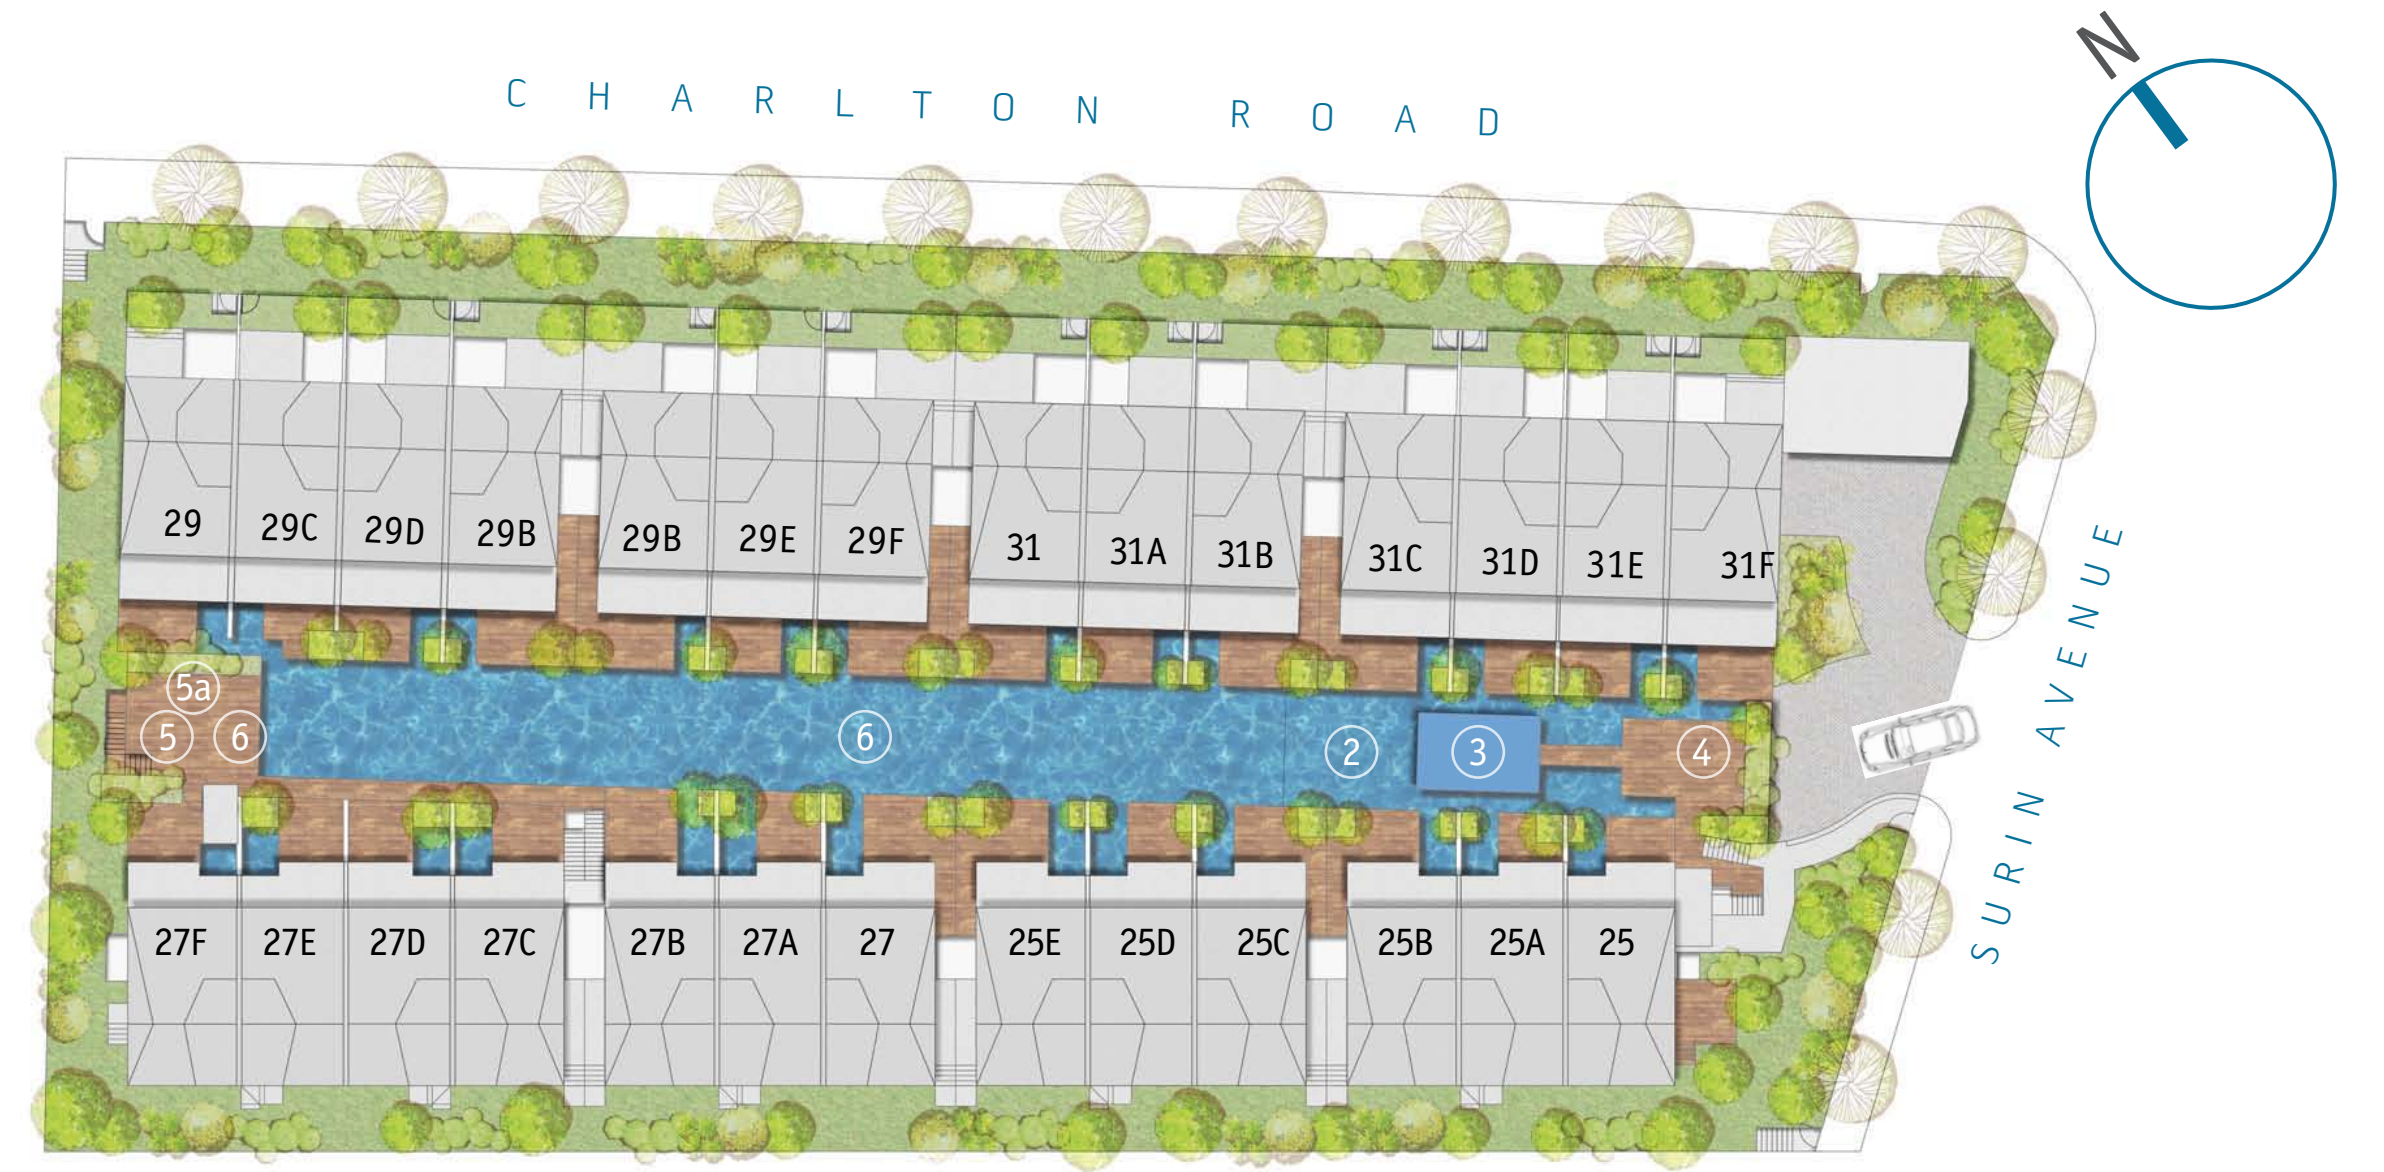 N
CHARLTON ROAD
29 29C 29D 29B 29B 29E 29F 31 31A 31B 31C 31D 31E 31F
SURIN AVENUE
5a
5 6 6 2 3 4
27F 27E 27D 27C 27B 27A 27 25E 25D 25C 25B 25A 25